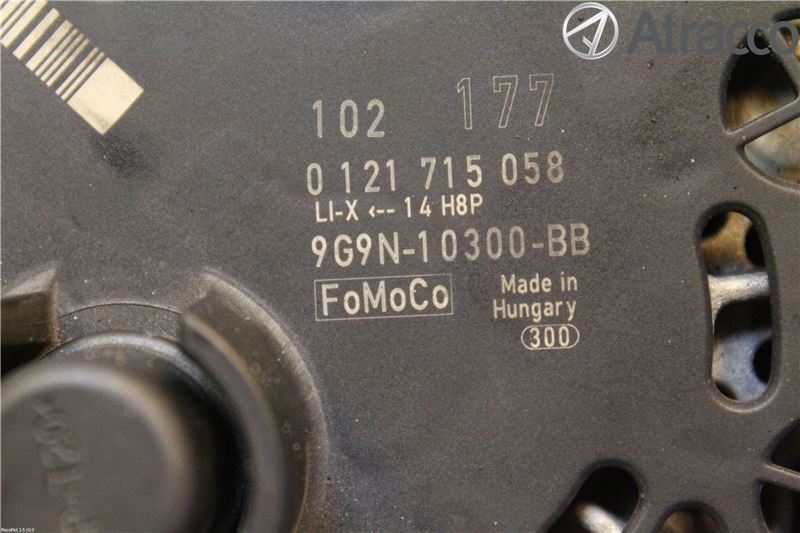 Atracco
102 177
0 121 715 058
LI-X <-- 14 H8P
9G9N-10300-BB
FoMoCo
Made in
Hungary
300